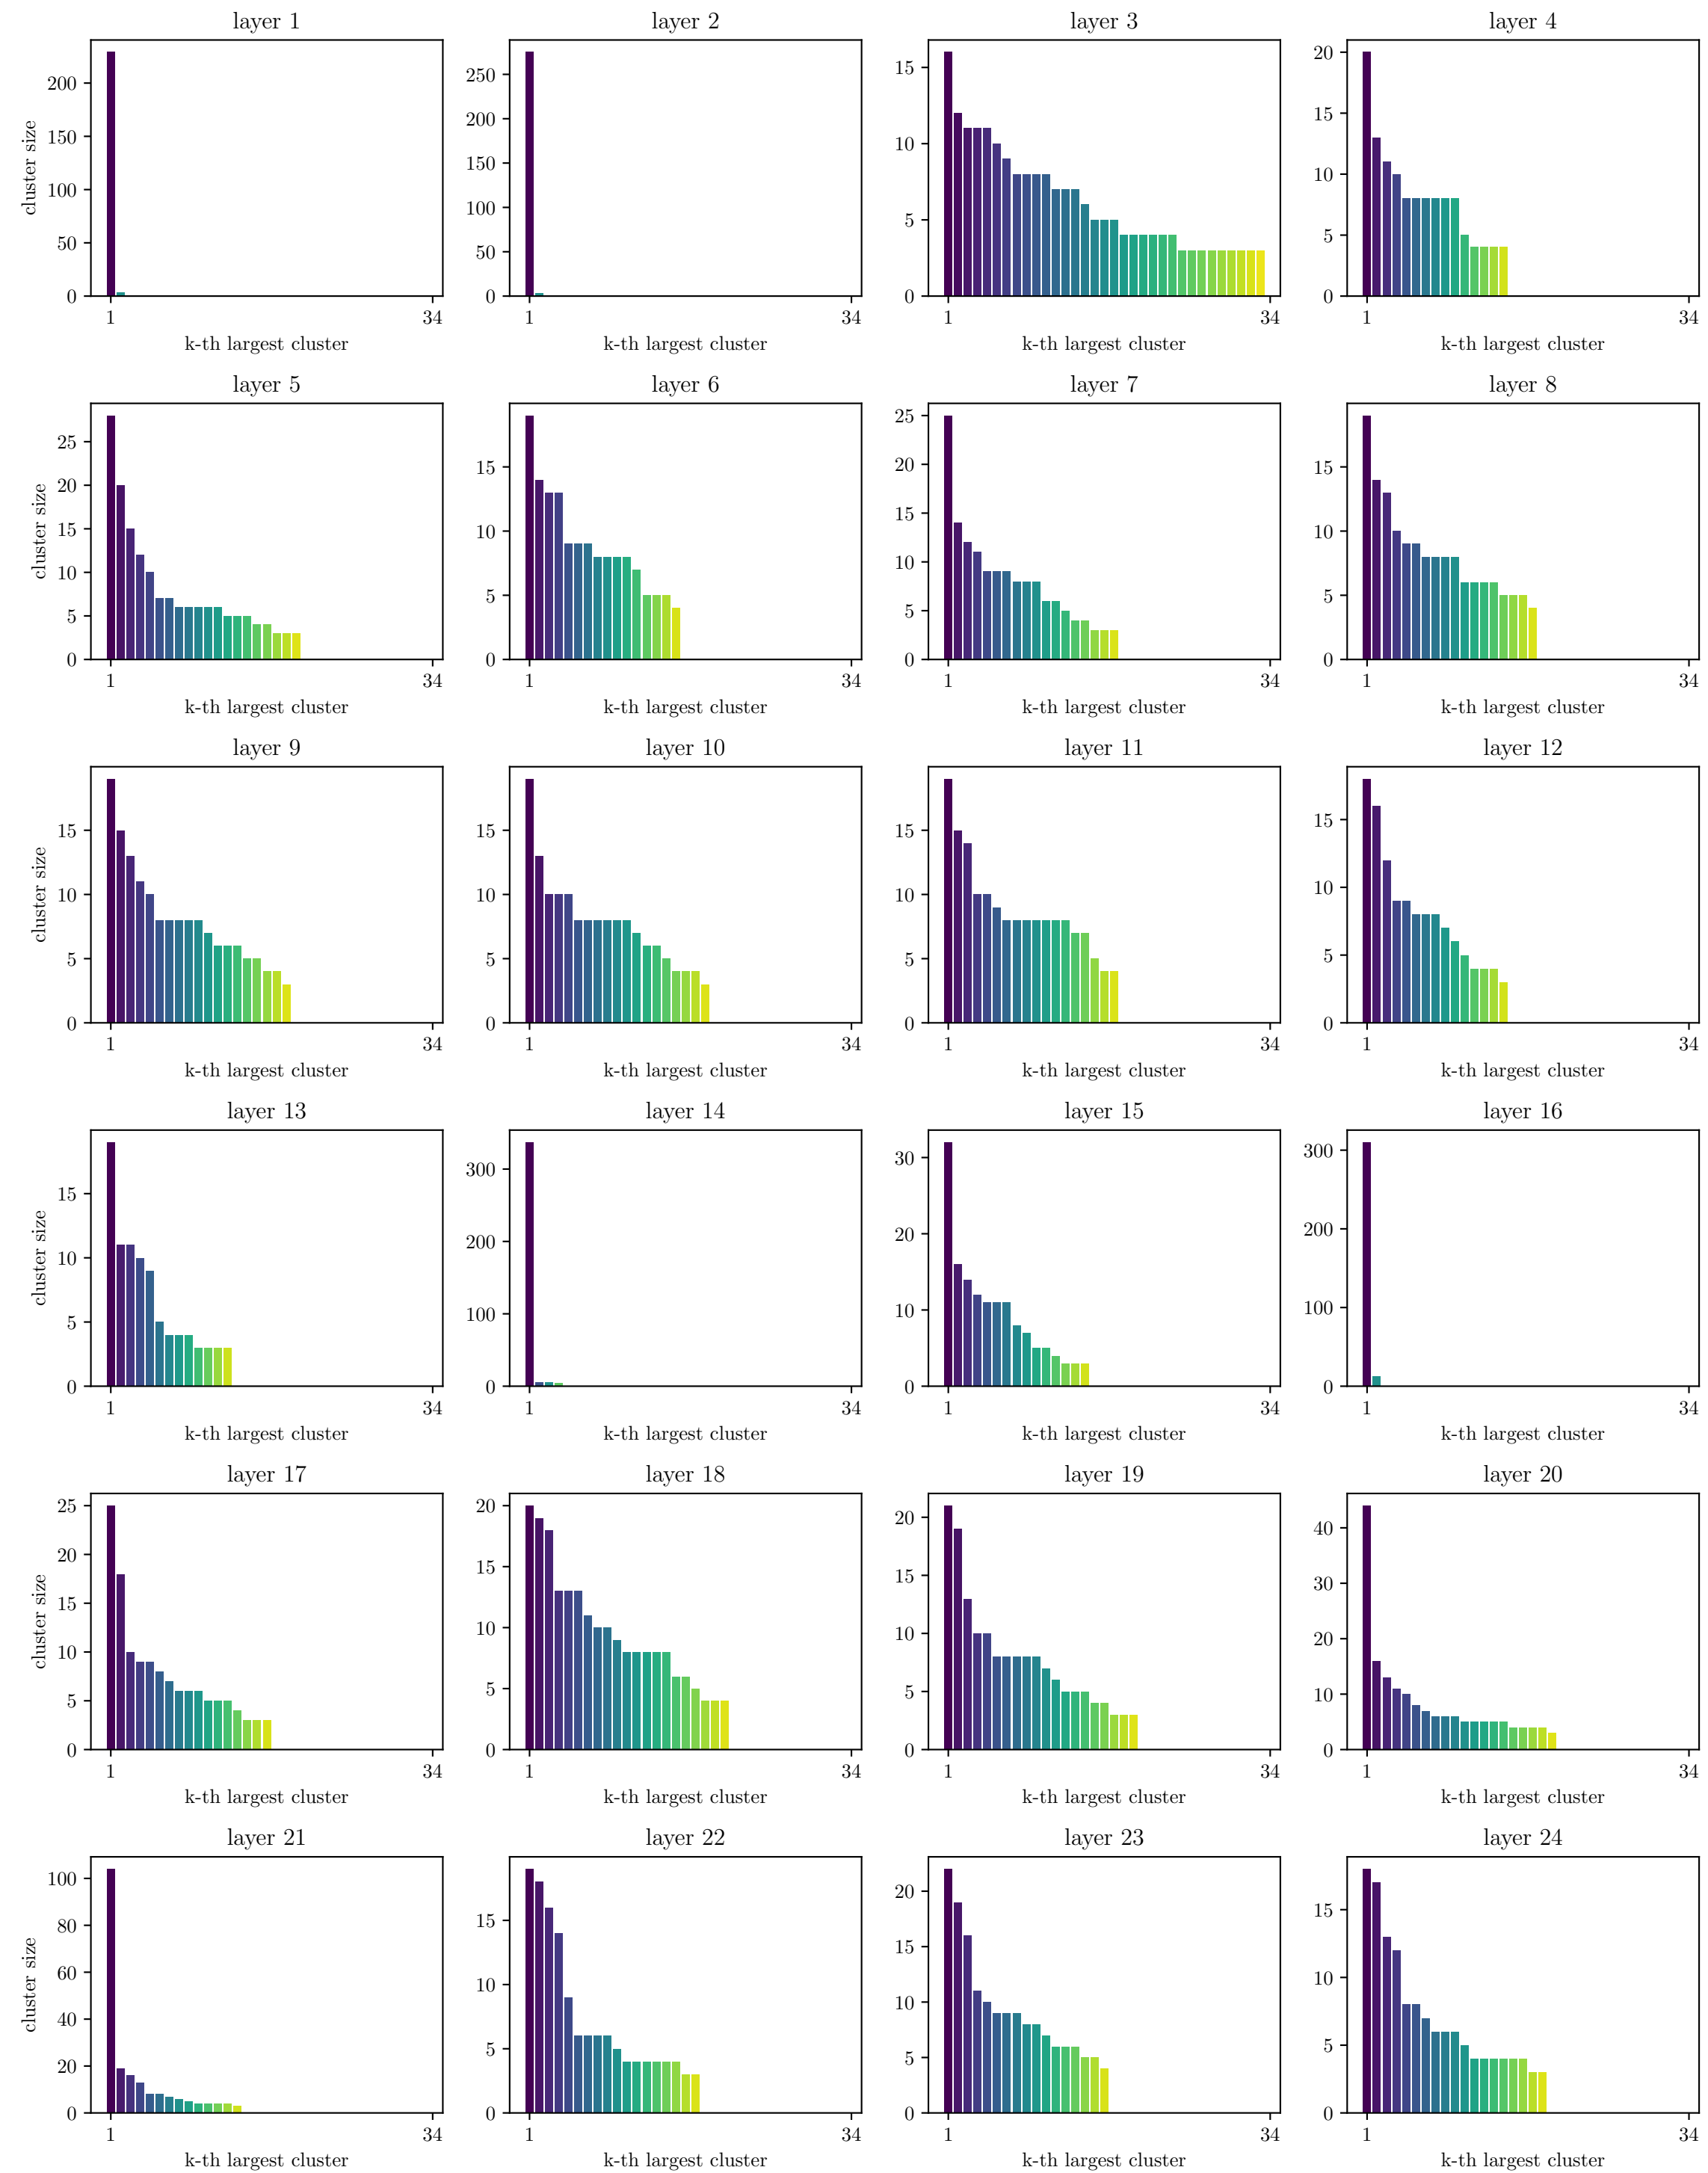 layer 1
layer 2
layer 3
layer 4
cluster size
0
50
100
150
200
0
50
100
150
200
250
0
5
10
15
0
5
10
15
20
1 34
1 34
1 34
1 34
k-th largest cluster
k-th largest cluster
k-th largest cluster
k-th largest cluster
layer 5
layer 6
layer 7
layer 8
cluster size
0
5
10
15
20
25
0
5
10
15
0
5
10
15
20
25
0
5
10
15
1 34
1 34
1 34
1 34
k-th largest cluster
k-th largest cluster
k-th largest cluster
k-th largest cluster
layer 9
layer 10
layer 11
layer 12
cluster size
0
5
10
15
0
5
10
15
0
5
10
15
0
5
10
15
1 34
1 34
1 34
1 34
k-th largest cluster
k-th largest cluster
k-th largest cluster
k-th largest cluster
layer 13
layer 14
layer 15
layer 16
cluster size
0
5
10
15
0
100
200
300
0
10
20
30
0
100
200
300
1 34
1 34
1 34
1 34
k-th largest cluster
k-th largest cluster
k-th largest cluster
k-th largest cluster
layer 17
layer 18
layer 19
layer 20
cluster size
0
5
10
15
20
25
0
5
10
15
20
0
5
10
15
20
0
10
20
30
40
1 34
1 34
1 34
1 34
k-th largest cluster
k-th largest cluster
k-th largest cluster
k-th largest cluster
layer 21
layer 22
layer 23
layer 24
cluster size
0
20
40
60
80
100
0
5
10
15
0
5
10
15
20
0
5
10
15
1 34
1 34
1 34
1 34
k-th largest cluster
k-th largest cluster
k-th largest cluster
k-th largest cluster